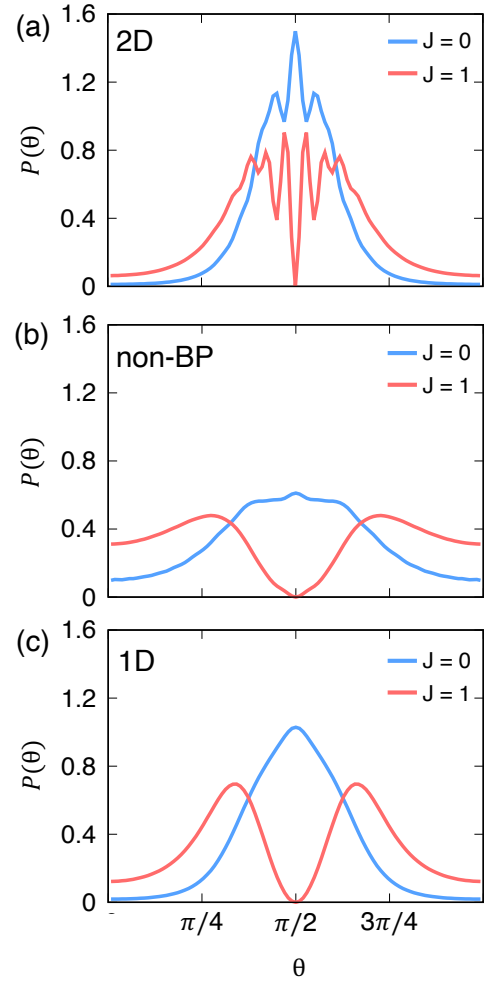 (a)
2D
J = 0
J = 1
P(θ)
1.6
1.2
0.8
0.4
0
(b)
non-BP
J = 0
J = 1
P(θ)
1.6
1.2
0.8
0.4
0
(c)
1D
J = 0
J = 1
P(θ)
1.6
1.2
0.8
0.4
0
π/4
π/2
3π/4
θ